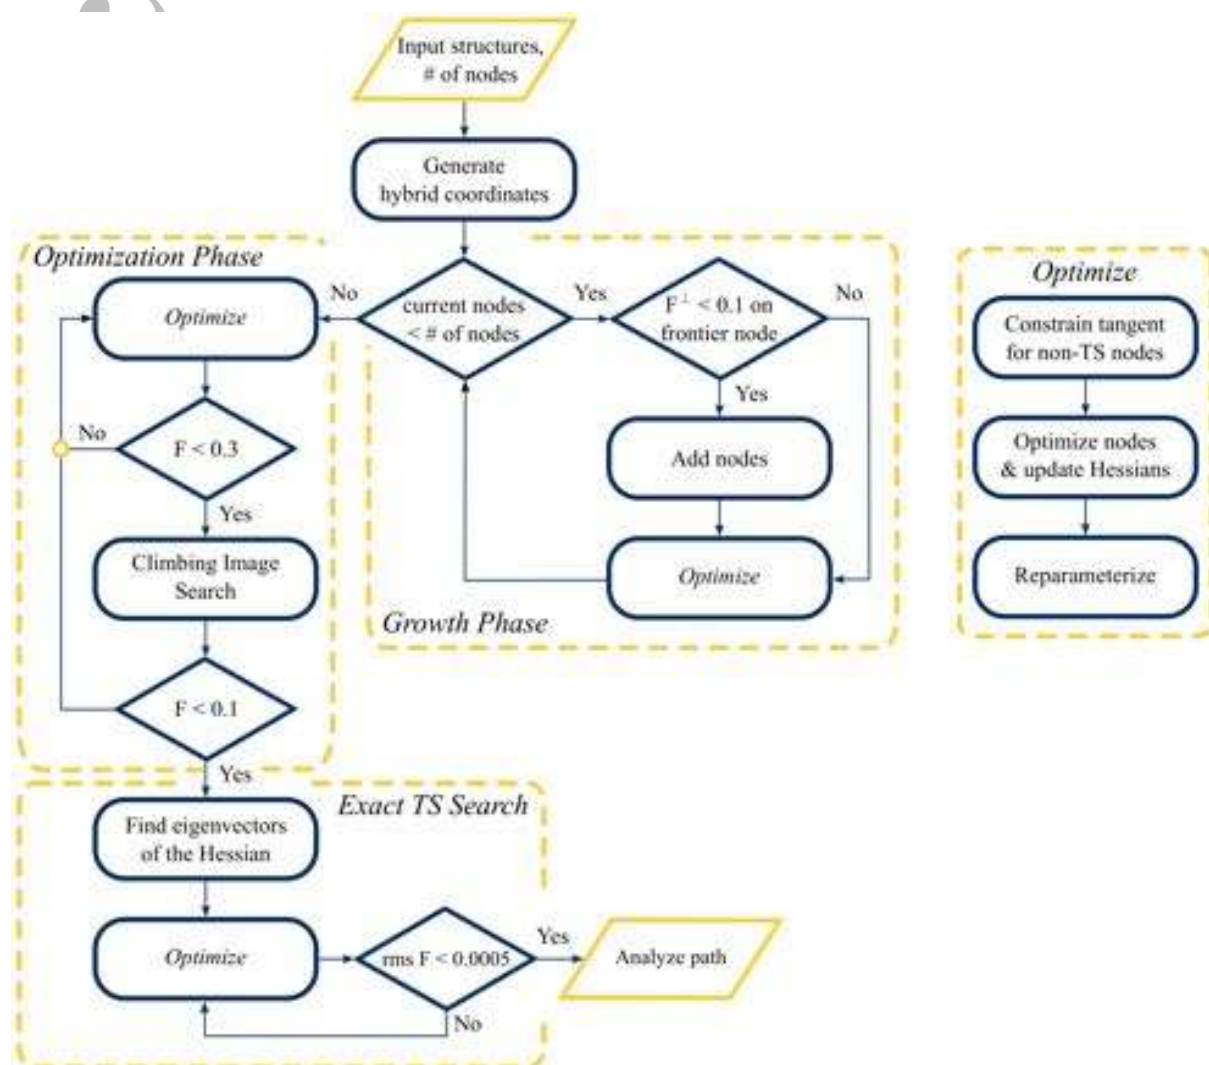 Input structures,
# of nodes
Generate
hybrid coordinates
Optimization Phase
Optimize
No
current nodes
< # of nodes
Yes
F⊥ < 0.1 on
frontier node
No
Optimize
Constrain tangent
for non-TS nodes
Yes
No
F < 0.3
Add nodes
Optimize nodes
& update Hessians
Yes
Climbing Image
Search
Optimize
Reparameterize
Growth Phase
F < 0.1
Yes
Exact TS Search
Find eigenvectors
of the Hessian
Optimize
rms F < 0.0005
Yes
Analyze path
No